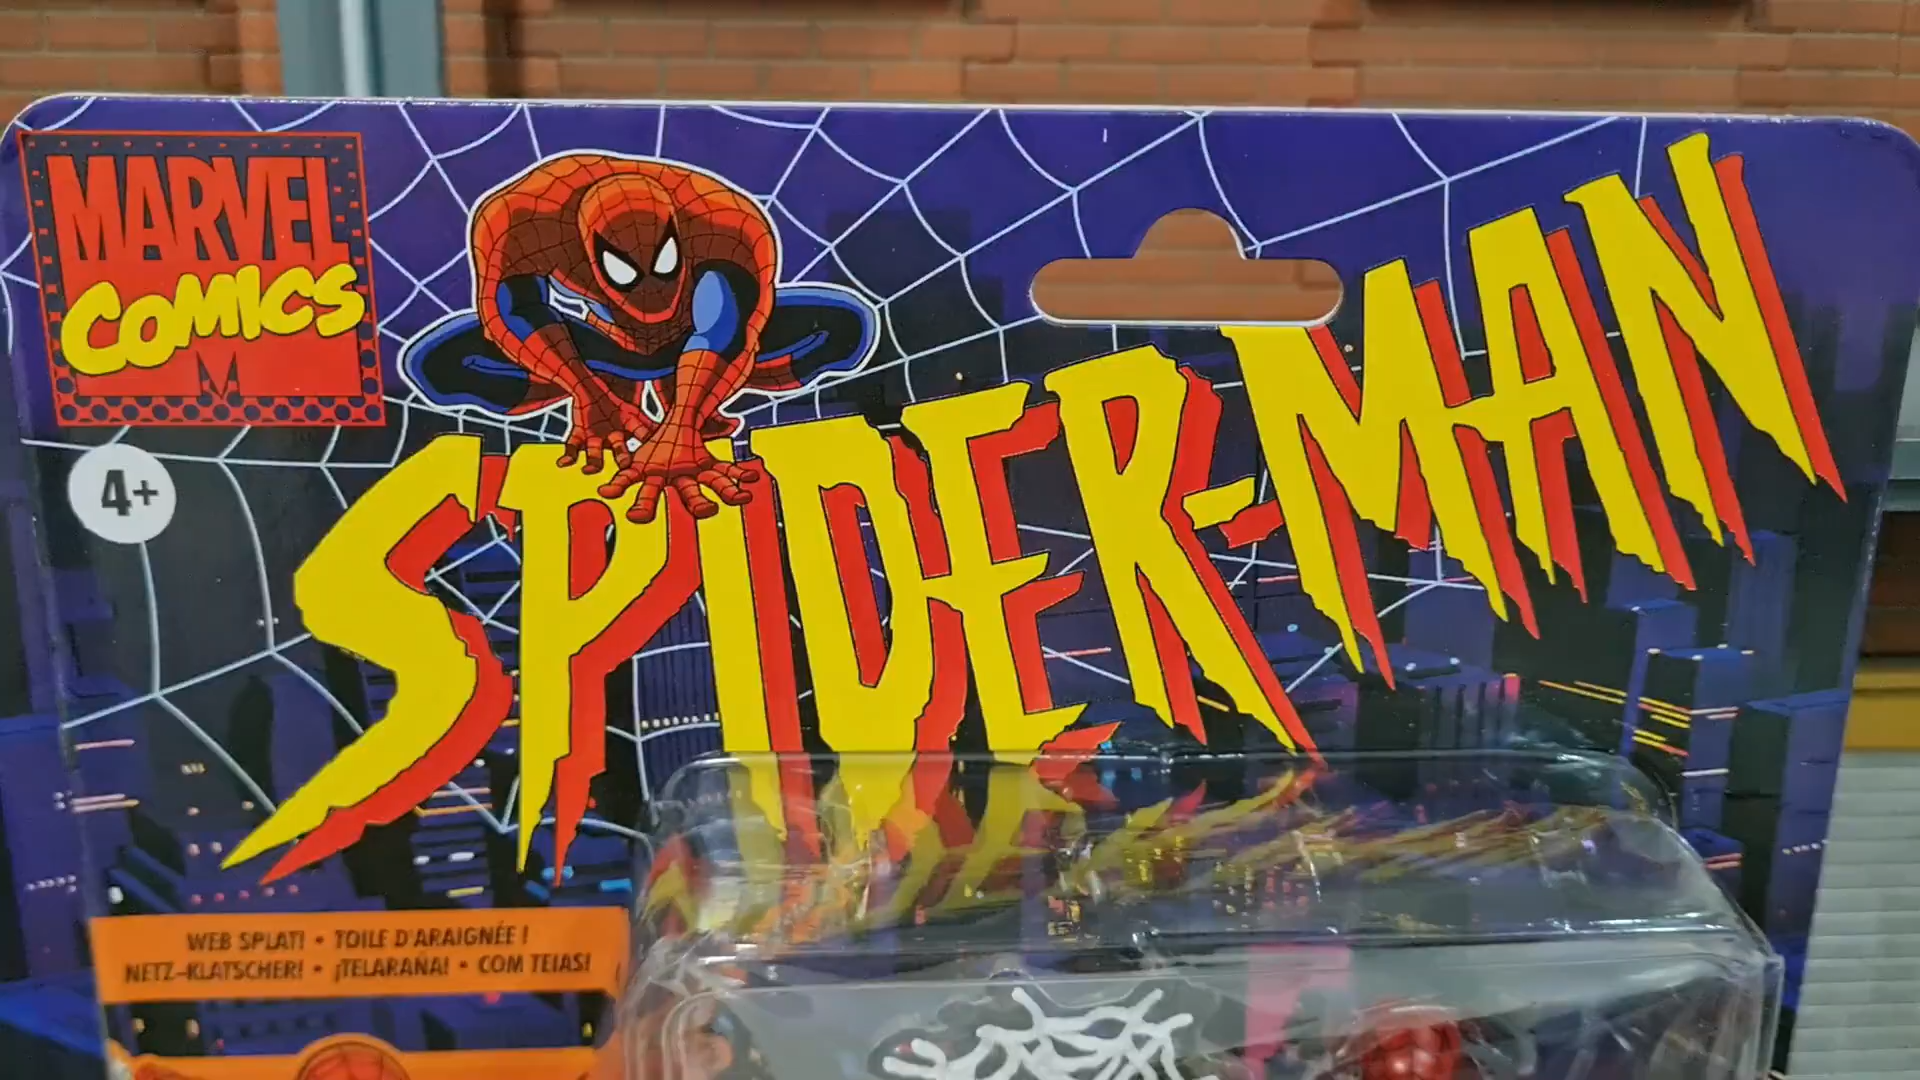 MARVEL
COMICS
4+
SPIDER-MAN
WEB SPLAT! • TOILE D'ARAIGNÉE !
NETZ-KLATSCHER! • ¡TELARAÑA! • COM TEIAS!